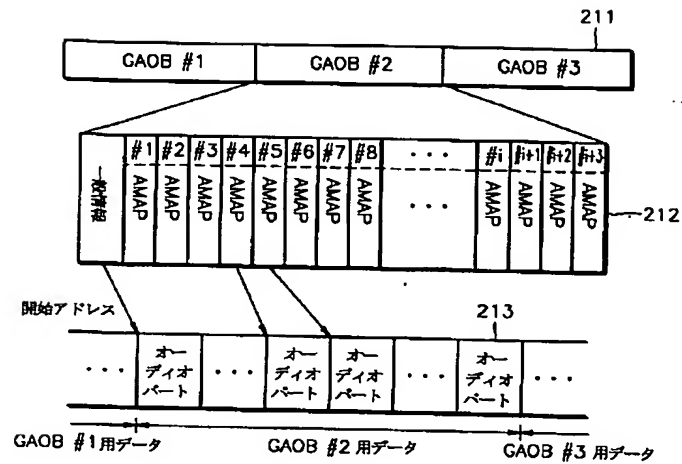 211
GAOB #1 GAOB #2 GAOB #3
#1 #2 #3 #4 #5 #6 #7 #8 ・・・ #i #i+1 #i+2 #i+3
一般情報 AMAP AMAP AMAP AMAP AMAP AMAP AMAP AMAP ・・・ AMAP AMAP AMAP AMAP
212
開始アドレス
213
・・・ オーディオパート ・・・ オーディオパート オーディオパート ・・・ オーディオパート ・・・
GAOB #1用データ GAOB #2用データ GAOB #3用データ